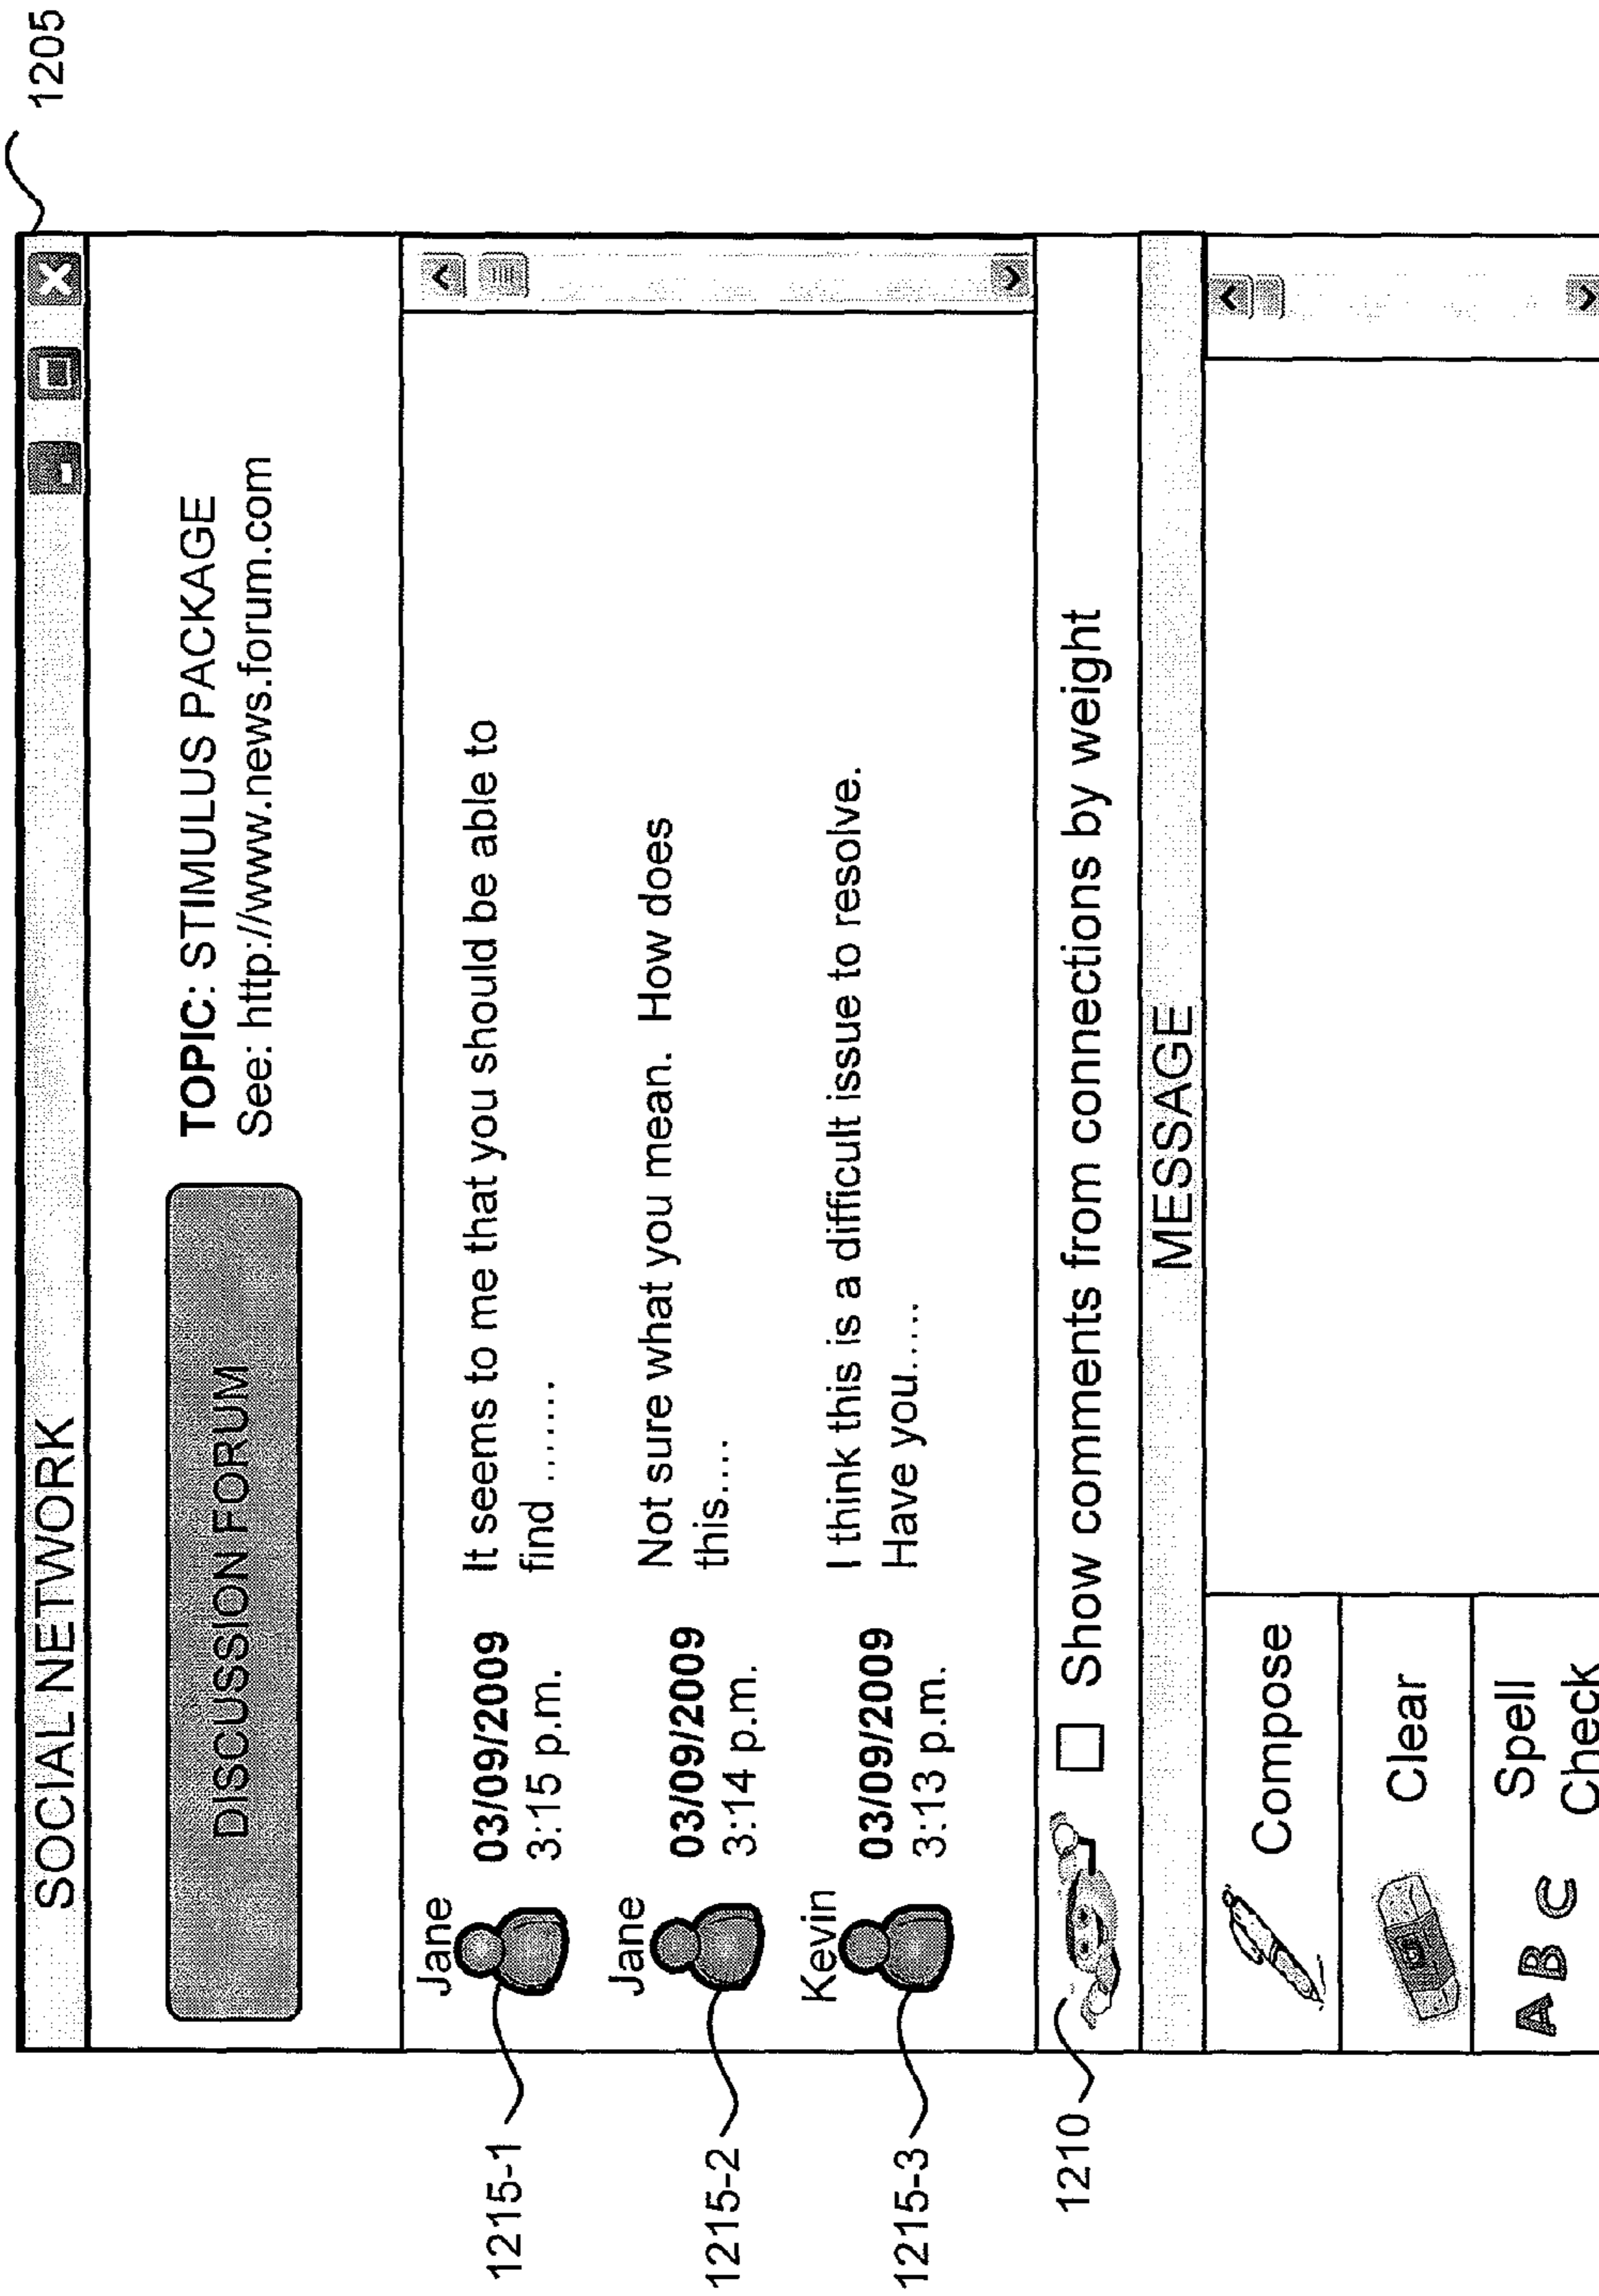 1205
SOCIAL NETWORK
DISCUSSION FORUM
TOPIC: STIMULUS PACKAGE
See: http://www.news.forum.com
Jane
1215-1
03/09/2009
3:15 p.m.
It seems to me that you should be able to
find .......
Jane
1215-2
03/09/2009
3:14 p.m.
Not sure what you mean. How does
this....
Kevin
1215-3
03/09/2009
3:13 p.m.
I think this is a difficult issue to resolve.
Have you.....
1210
Show comments from connections by weight
MESSAGE
Compose
Clear
A B C
Spell
Check